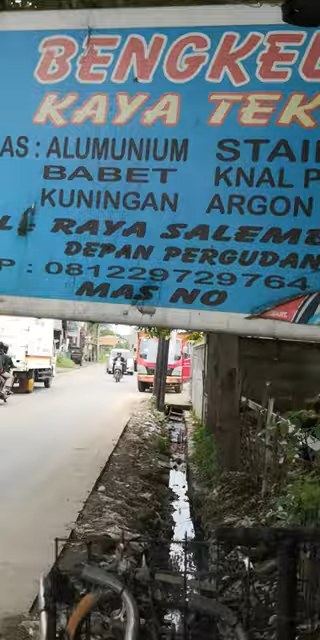 BENGKEL
KAYA TEK
AS : ALUMUNIUM STAI
BABET KNAL P
KUNINGAN ARGON
L : RAYA SALEMB
DEPAN PERGUDAN
P : 081229729764
MAS NO